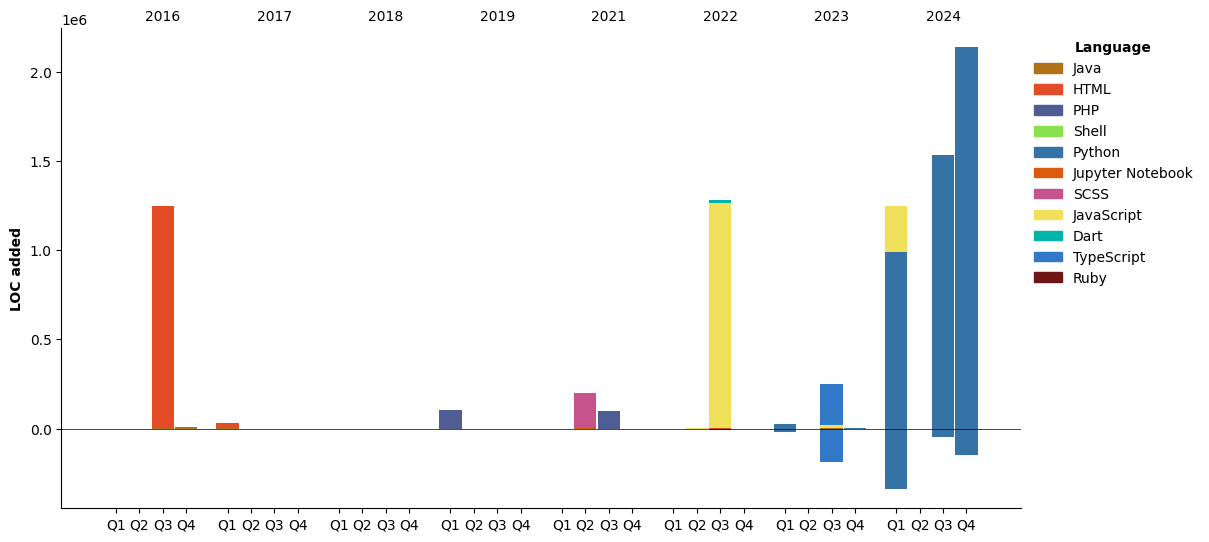 2016 2017 2018 2019 2021 2022 2023 2024
1e6
Language
Java
HTML
PHP
Shell
Python
Jupyter Notebook
SCSS
JavaScript
Dart
TypeScript
Ruby
LOC added
2.0
1.5
1.0
0.5
0.0
Q1 Q2 Q3 Q4 Q1 Q2 Q3 Q4 Q1 Q2 Q3 Q4 Q1 Q2 Q3 Q4 Q1 Q2 Q3 Q4 Q1 Q2 Q3 Q4 Q1 Q2 Q3 Q4 Q1 Q2 Q3 Q4